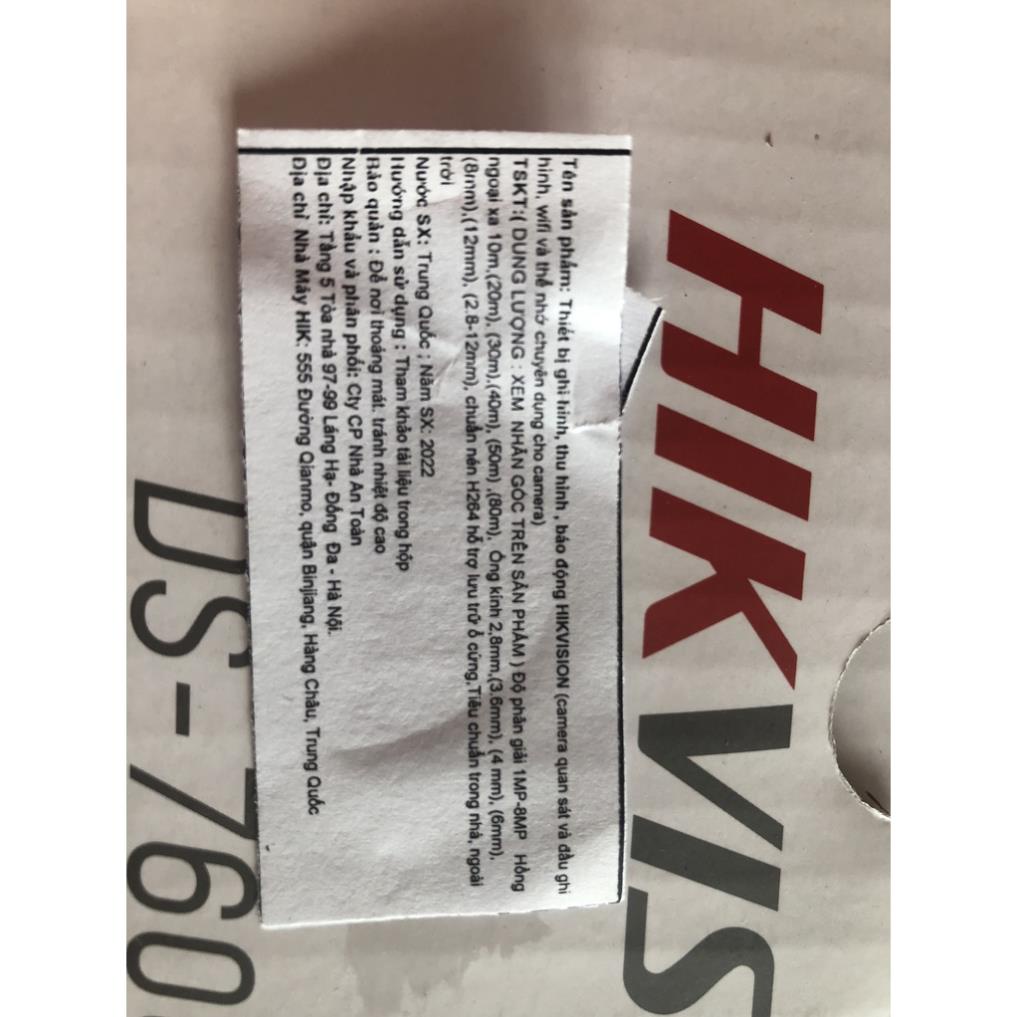 HIKVIS
Tên sản phẩm: Thiết bị ghi hình, thu hình , báo động HIKVISION (camera quan sát và đầu ghi
hình, wifi và thẻ nhớ chuyên dụng cho camera)
TSKT:( DUNG LƯỢNG : XEM NHÃN GÓC TRÊN SẢN PHẨM ) Độ phân giải 1MP-8MP Hồng
ngoại xa 10m,(20m), (30m),(40m), (50m) ,(80m), Ống kính 2,8mm,(3.6mm), (4 mm), (6mm),
(8mm),(12mm), (2.8-12mm), chuẩn nén H264 hỗ trợ lưu trữ ổ cứng,Tiêu chuẩn trong nhà, ngoài
trời
Nước SX: Trung Quốc ; Năm SX: 2022
Hướng dẫn sử dụng : Tham khảo tài liệu trong hộp
Bảo quản : Để nơi thoáng mát. tránh nhiệt độ cao
Nhập khẩu và phân phối: Cty CP Nhà An Toàn
Địa chỉ: Tầng 5 Tòa nhà 97-99 Láng Hạ- Đống Đa - Hà Nội.
Địa chỉ Nhà Máy HIK: 555 Đường Qianmo, quận Binjiang, Hàng Châu, Trung Quốc
DS-760